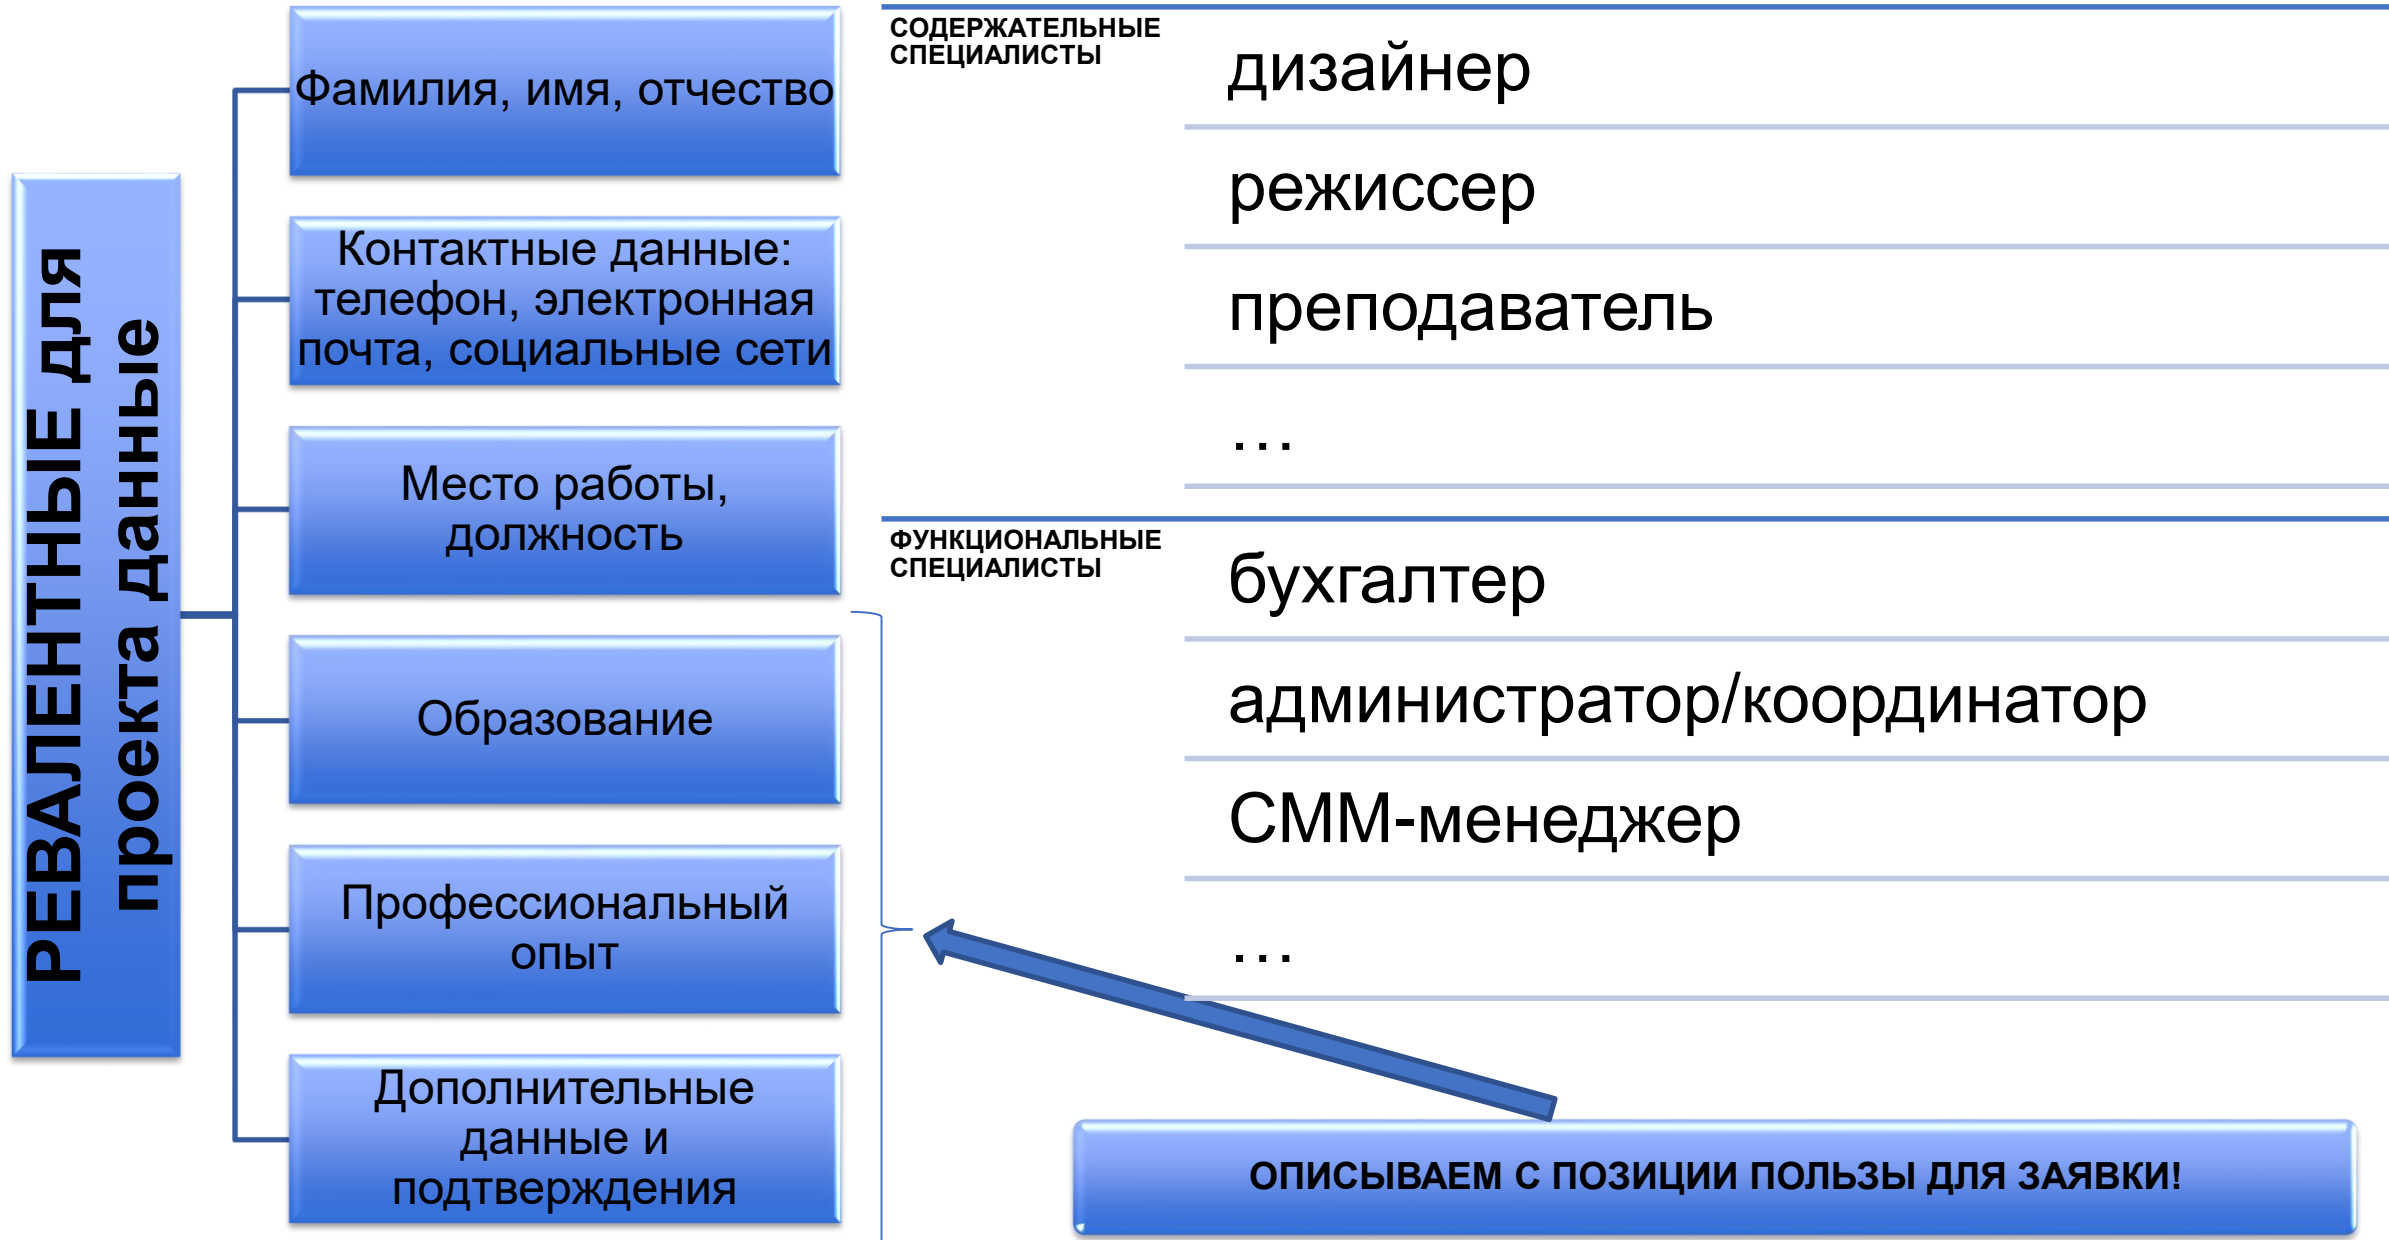 РЕВАЛЕНТНЫЕ для
проекта данные
Фамилия, имя, отчество
Контактные данные:
телефон, электронная
почта, социальные сети
Место работы,
должность
Образование
Профессиональный
опыт
Дополнительные
данные и
подтверждения
СОДЕРЖАТЕЛЬНЫЕ
СПЕЦИАЛИСТЫ
дизайнер
режиссер
преподаватель
…
ФУНКЦИОНАЛЬНЫЕ
СПЕЦИАЛИСТЫ
бухгалтер
администратор/координатор
СММ-менеджер
…
ОПИСЫВАЕМ С ПОЗИЦИИ ПОЛЬЗЫ ДЛЯ ЗАЯВКИ!